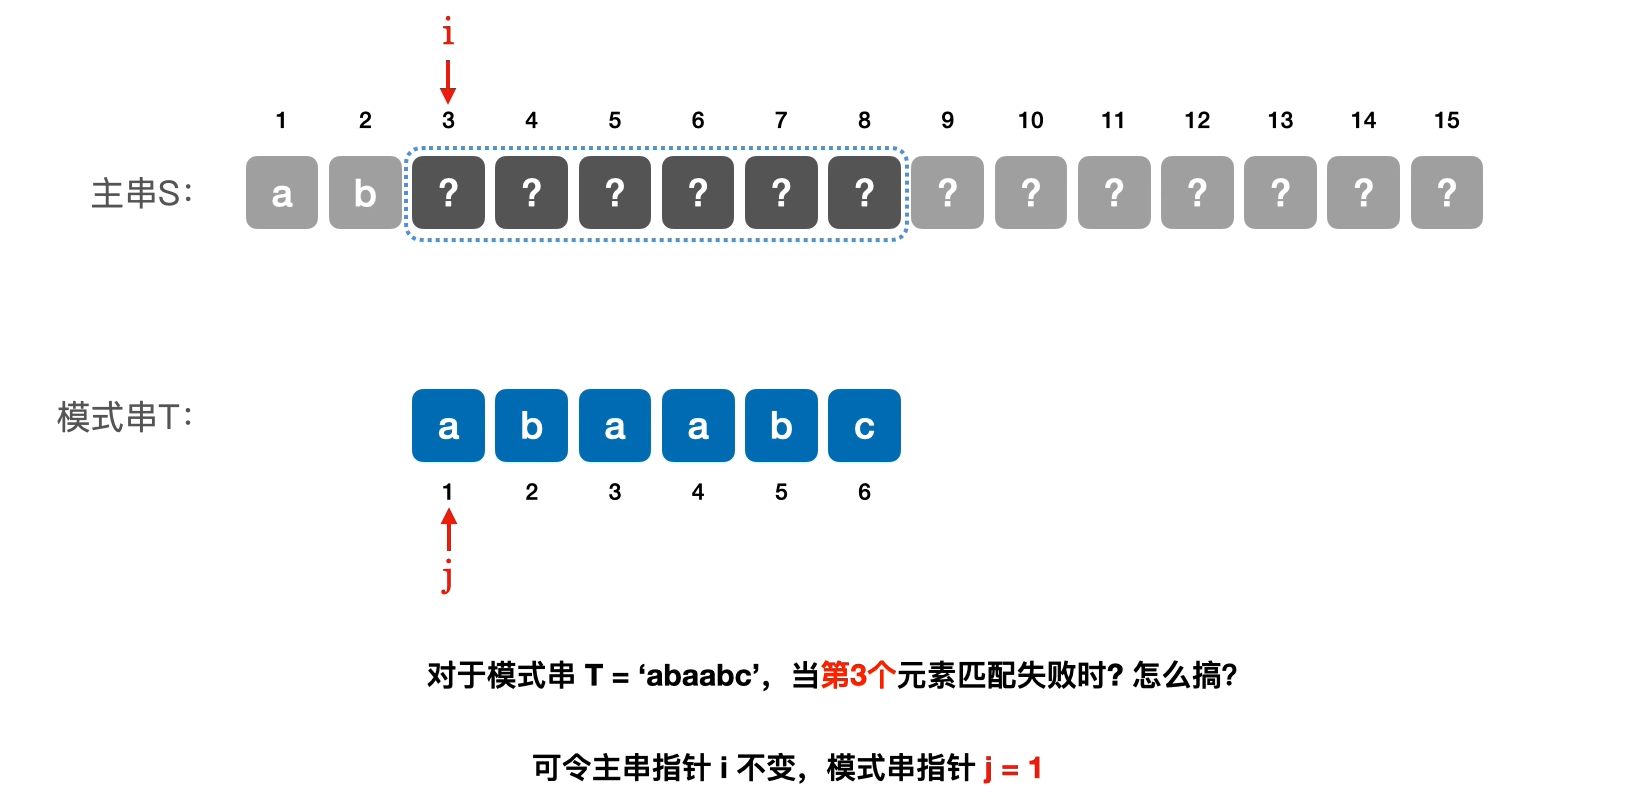 i
1 2 3 4 5 6 7 8 9 10 11 12 13 14 15
主串S： a b ? ? ? ? ? ? ? ? ? ? ? ? ?
模式串T： a b a a b c
1 2 3 4 5 6
j
对于模式串 T = ‘abaabc’，当第3个元素匹配失败时? 怎么搞?
可令主串指针 i 不变，模式串指针 j = 1